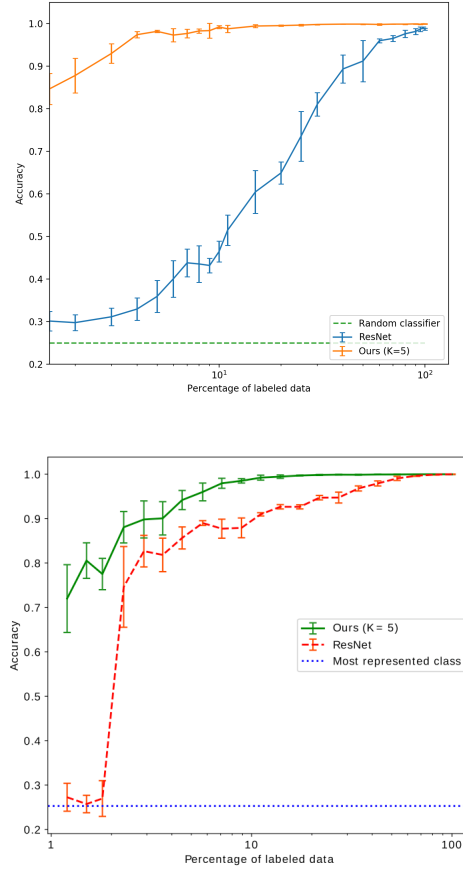 1.0
0.9
0.8
0.7
0.6
0.5
0.4
0.3
0.2
Accuracy
Random classifier
ResNet
Ours (K=5)
10¹
10²
Percentage of labeled data
1.0
0.9
0.8
0.7
0.6
0.5
0.4
0.3
0.2
Accuracy
Ours (K= 5)
ResNet
Most represented class
1
10
100
Percentage of labeled data